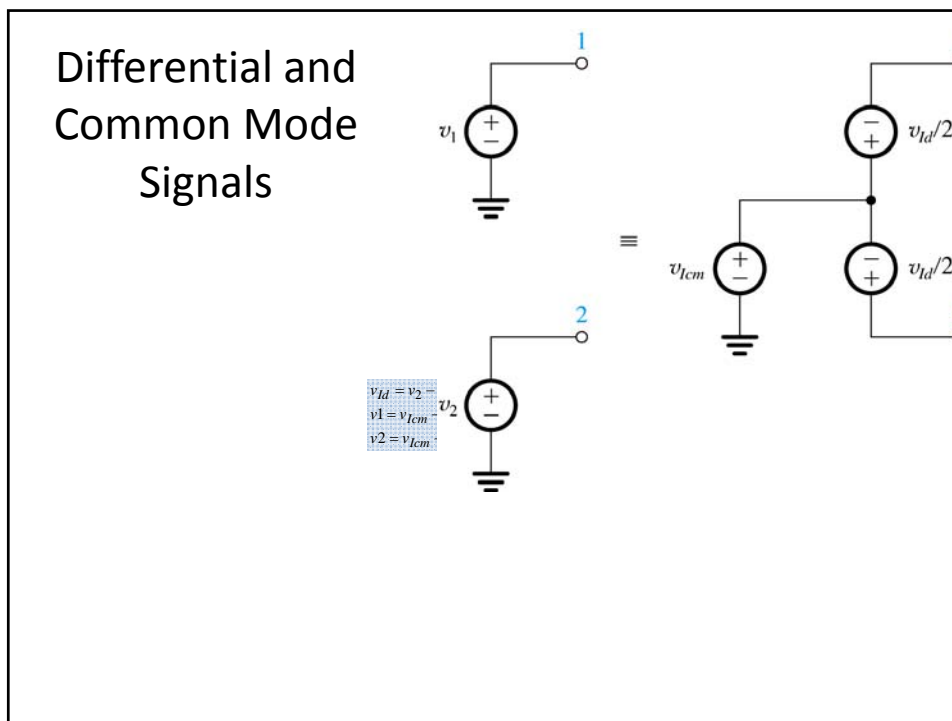 Differential and
Common Mode
Signals
1
v1
+
−
≡
2
v2
+
−
vId = v2 −
v1 = vIcm
v2 = vIcm
−
+
vId/2
vIcm
+
−
−
+
vId/2